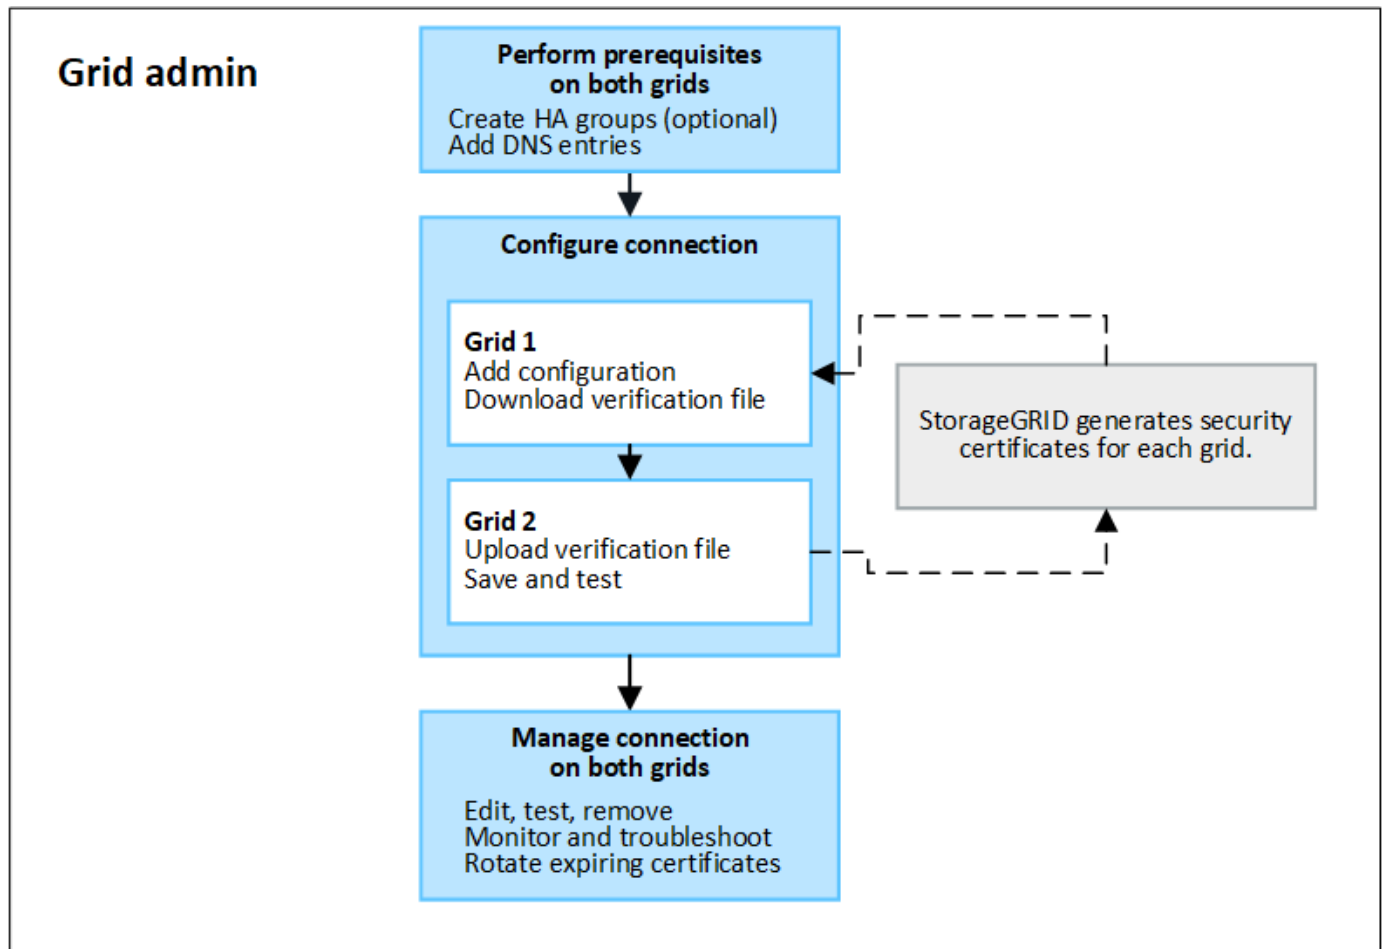 Grid admin
Perform prerequisites
on both grids
Create HA groups (optional)
Add DNS entries
Configure connection
Grid 1
Add configuration
Download verification file
StorageGRID generates security
certificates for each grid.
Grid 2
Upload verification file
Save and test
Manage connection
on both grids
Edit, test, remove
Monitor and troubleshoot
Rotate expiring certificates